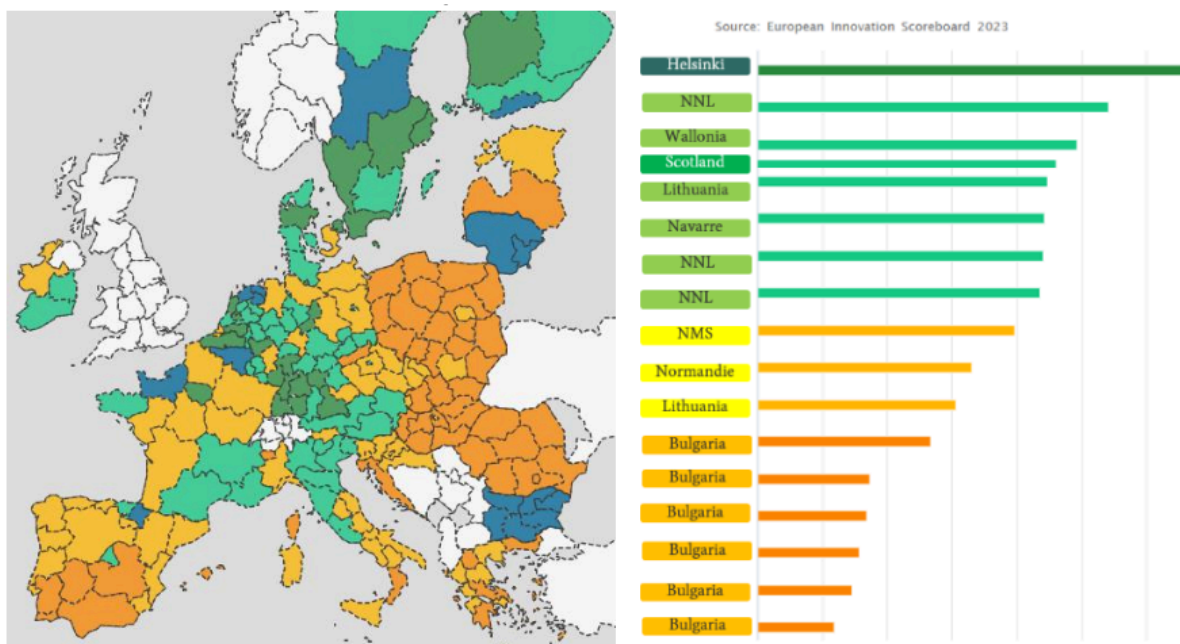 Source: European Innovation Scoreboard 2023
Helsinki
NNL
Wallonia
Scotland
Lithuania
Navarre
NNL
NNL
NMS
Normandie
Lithuania
Bulgaria
Bulgaria
Bulgaria
Bulgaria
Bulgaria
Bulgaria